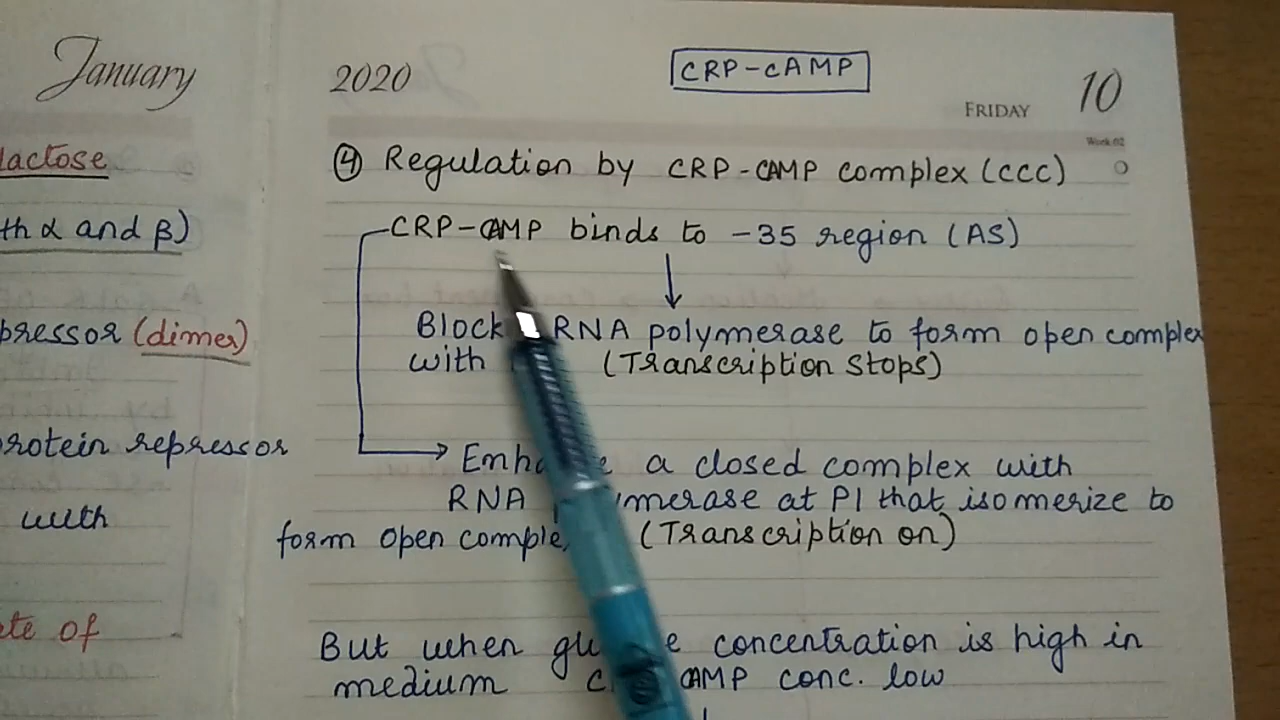 January
lactose
th α and β)
pressor (dimer)
rotein repressor
with
te of
2020
CRP-CAMP
FRIDAY 10
Week 02
④ Regulation by CRP-CAMP complex (CCC)
CRP-CAMP binds to -35 region (AS)
Block RNA polymerase to form open complex
with (Transcription stops)
a closed complex with
RNA merase at P1 that isomerize to
form open comple (Transcription on)
But when glu e concentration is high in
medium C AMP conc. low